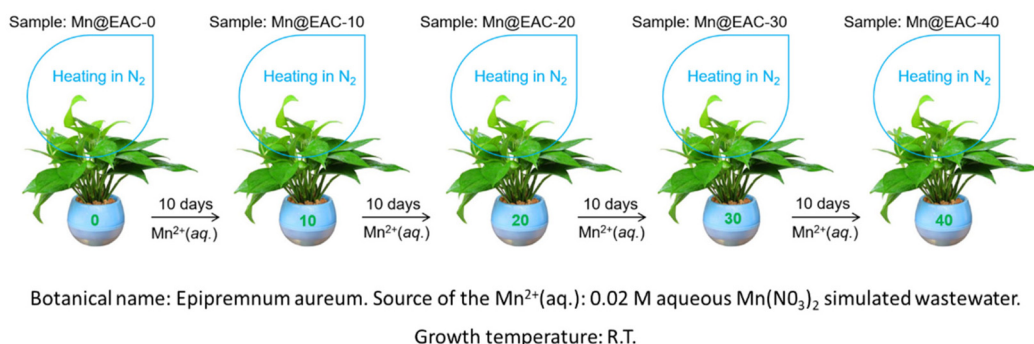 Sample: Mn@EAC-0 Sample: Mn@EAC-10 Sample: Mn@EAC-20 Sample: Mn@EAC-30 Sample: Mn@EAC-40
Heating in N₂ Heating in N₂ Heating in N₂ Heating in N₂ Heating in N₂
0 10 days 10 10 days 20 10 days 30 10 days 40
Mn²⁺(aq.) Mn²⁺(aq.) Mn²⁺(aq.) Mn²⁺(aq.)
Botanical name: Epipremnum aureum. Source of the Mn²⁺(aq.): 0.02 M aqueous Mn(N0₃)₂ simulated wastewater.
Growth temperature: R.T.